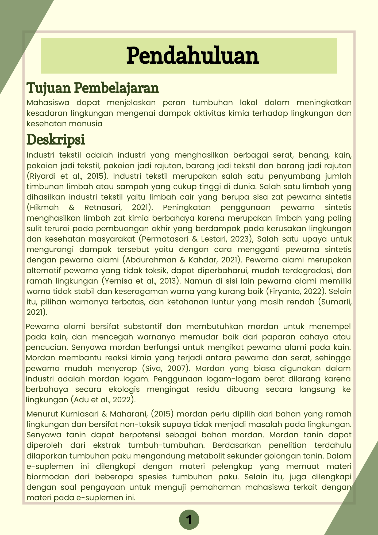 Pendahuluan
Tujuan Pembelajaran
Mahasiswa dapat menjelaskan peran tumbuhan lokal dalam meningkatkan
kesadaran lingkungan mengenai dampak aktivitas kimia terhadap lingkungan dan
kesehatan manusia
Deskripsi
Industri tekstil adalah industri yang menghasilkan berbagai serat, benang, kain,
pakaian jadi tekstil, pakaian jadi rajutan, barang jadi tekstil dan barang jadi rajutan
(Riyardi et al., 2015). Industri tekstil merupakan salah satu penyumbang jumlah
timbunan limbah atau sampah yang cukup tinggi di dunia. Salah satu limbah yang
dihasilkan industri tekstil yaitu limbah cair yang berupa sisa zat pewarna sintetis
(Hikmah & Retnasari, 2021). Peningkatan penggunaan pewarna sintetis
menghasilkan limbah zat kimia berbahaya karena merupakan limbah yang paling
sulit terurai pada pembuangan akhir yang berdampak pada kerusakan lingkungan
dan kesehatan masyarakat (Permatasari & Lestari, 2023), Salah satu upaya untuk
mengurangi dampak tersebut yaitu dengan cara mengganti pewarna sintetis
dengan pewarna alami (Abdurahman & Kahdar, 2021). Pewarna alami merupakan
alternatif pewarna yang tidak toksik, dapat diperbaharui, mudah terdegradasi, dan
ramah lingkungan (Yernisa et al., 2013). Namun di sisi lain pewarna alami memiliki
warna tidak stabil dan keseragaman warna yang kurang baik (Firyanto, 2022). Selain
itu, pilihan warnanya terbatas, dan ketahanan luntur yang masih rendah (Sumarli,
2021).
Pewarna alami bersifat substantif dan membutuhkan mordan untuk menempel
pada kain, dan mencegah warnanya memudar baik dari paparan cahaya atau
pencucian. Senyawa mordan berfungsi untuk mengikat pewarna alami pada kain.
Mordan membantu reaksi kimia yang terjadi antara pewarna dan serat, sehingga
pewarna mudah menyerap (Siva, 2007). Mordan yang biasa digunakan dalam
industri adalah mordan logam. Penggunaan logam-logam berat dilarang karena
berbahaya secara ekologis mengingat residu dibuang secara langsung ke
lingkungan (Adu et al., 2022).
Menurut Kurniasari & Maharani, (2015) mordan perlu dipilih dari bahan yang ramah
lingkungan dan bersifat non-toksik supaya tidak menjadi masalah pada lingkungan.
Senyawa tanin dapat berpotensi sebagai bahan mordan. Mordan tanin dapat
diperoleh dari ekstrak tumbuh-tumbuhan. Berdasarkan penelitian terdahulu
dilaporkan tumbuhan paku mengandung metabolit sekunder golongan tanin. Dalam
e-suplemen ini dilengkapi dengan materi pelengkap yang memuat materi
biormodan dari beberapa spesies tumbuhan paku. Selain itu, juga dilengkapi
dengan soal pengayaan untuk menguji pemahaman mahasiswa terkait dengan
materi pada e-suplemen ini.
1